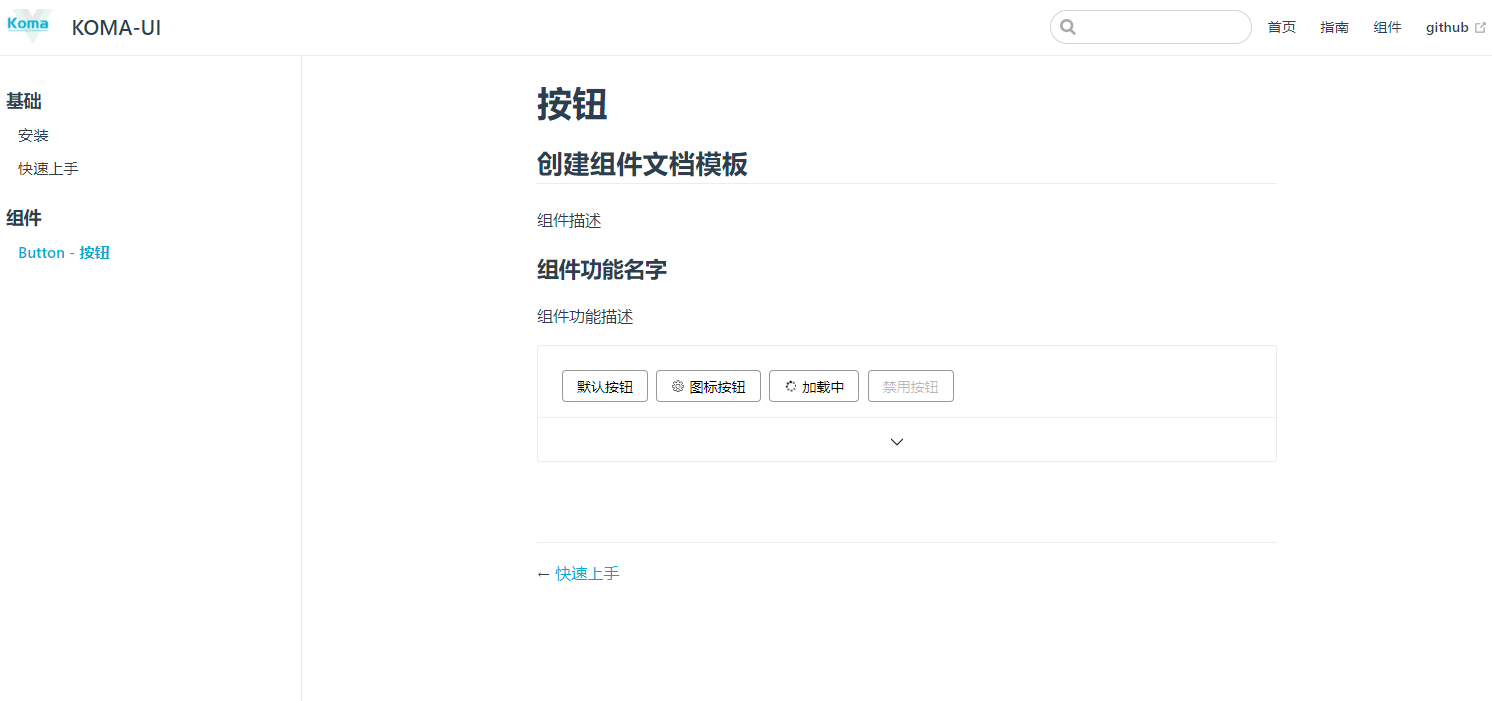 Koma
KOMA-UI
首页 指南 组件 github
基础
安装
快速上手
组件
Button - 按钮
按钮
创建组件文档模板
组件描述
组件功能名字
组件功能描述
默认按钮 图标按钮 加载中 禁用按钮
← 快速上手